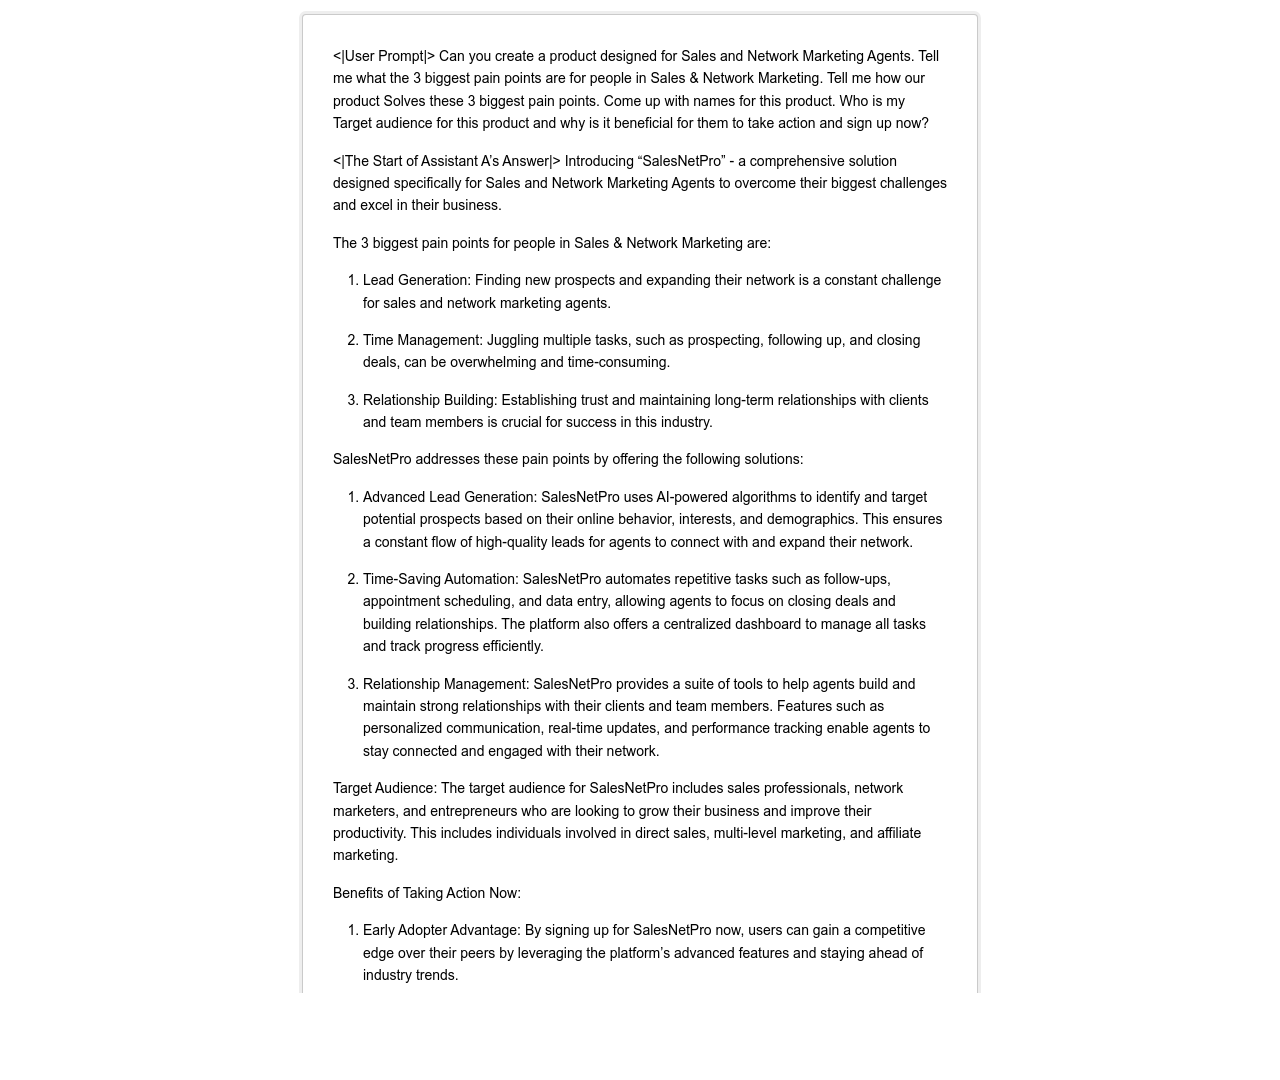 <|User Prompt|> Can you create a product designed for Sales and Network Marketing Agents. Tell
me what the 3 biggest pain points are for people in Sales & Network Marketing. Tell me how our
product Solves these 3 biggest pain points. Come up with names for this product. Who is my
Target audience for this product and why is it beneficial for them to take action and sign up now?
<|The Start of Assistant A’s Answer|> Introducing “SalesNetPro” - a comprehensive solution
designed specifically for Sales and Network Marketing Agents to overcome their biggest challenges
and excel in their business.
The 3 biggest pain points for people in Sales & Network Marketing are:
1. Lead Generation: Finding new prospects and expanding their network is a constant challenge
for sales and network marketing agents.
2. Time Management: Juggling multiple tasks, such as prospecting, following up, and closing
deals, can be overwhelming and time-consuming.
3. Relationship Building: Establishing trust and maintaining long-term relationships with clients
and team members is crucial for success in this industry.
SalesNetPro addresses these pain points by offering the following solutions:
1. Advanced Lead Generation: SalesNetPro uses AI-powered algorithms to identify and target
potential prospects based on their online behavior, interests, and demographics. This ensures
a constant flow of high-quality leads for agents to connect with and expand their network.
2. Time-Saving Automation: SalesNetPro automates repetitive tasks such as follow-ups,
appointment scheduling, and data entry, allowing agents to focus on closing deals and
building relationships. The platform also offers a centralized dashboard to manage all tasks
and track progress efficiently.
3. Relationship Management: SalesNetPro provides a suite of tools to help agents build and
maintain strong relationships with their clients and team members. Features such as
personalized communication, real-time updates, and performance tracking enable agents to
stay connected and engaged with their network.
Target Audience: The target audience for SalesNetPro includes sales professionals, network
marketers, and entrepreneurs who are looking to grow their business and improve their
productivity. This includes individuals involved in direct sales, multi-level marketing, and affiliate
marketing.
Benefits of Taking Action Now:
1. Early Adopter Advantage: By signing up for SalesNetPro now, users can gain a competitive
edge over their peers by leveraging the platform’s advanced features and staying ahead of
industry trends.